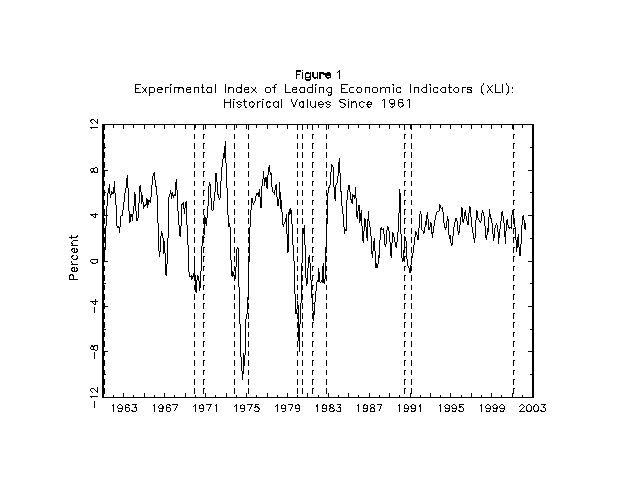 Figure 1
Experimental Index of Leading Economic Indicators (XLI):
Historical Values Since 1961
Percent
12
8
4
0
-4
-8
-12
1963 1967 1971 1975 1979 1983 1987 1991 1995 1999 2003